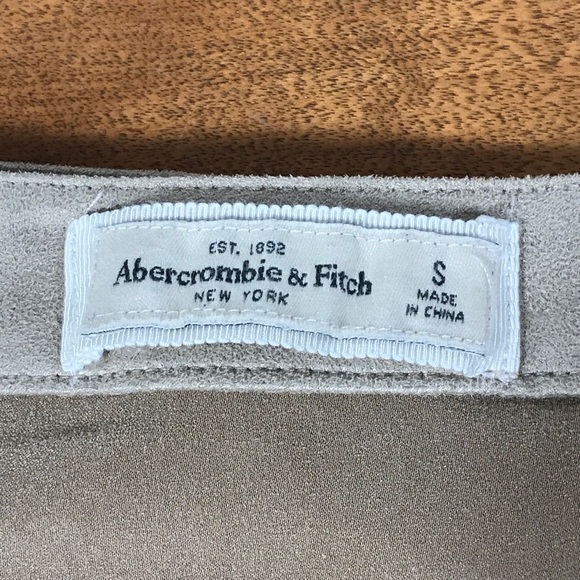 EST. 1892
Abercrombie & Fitch
NEW YORK
S
MADE
IN CHINA